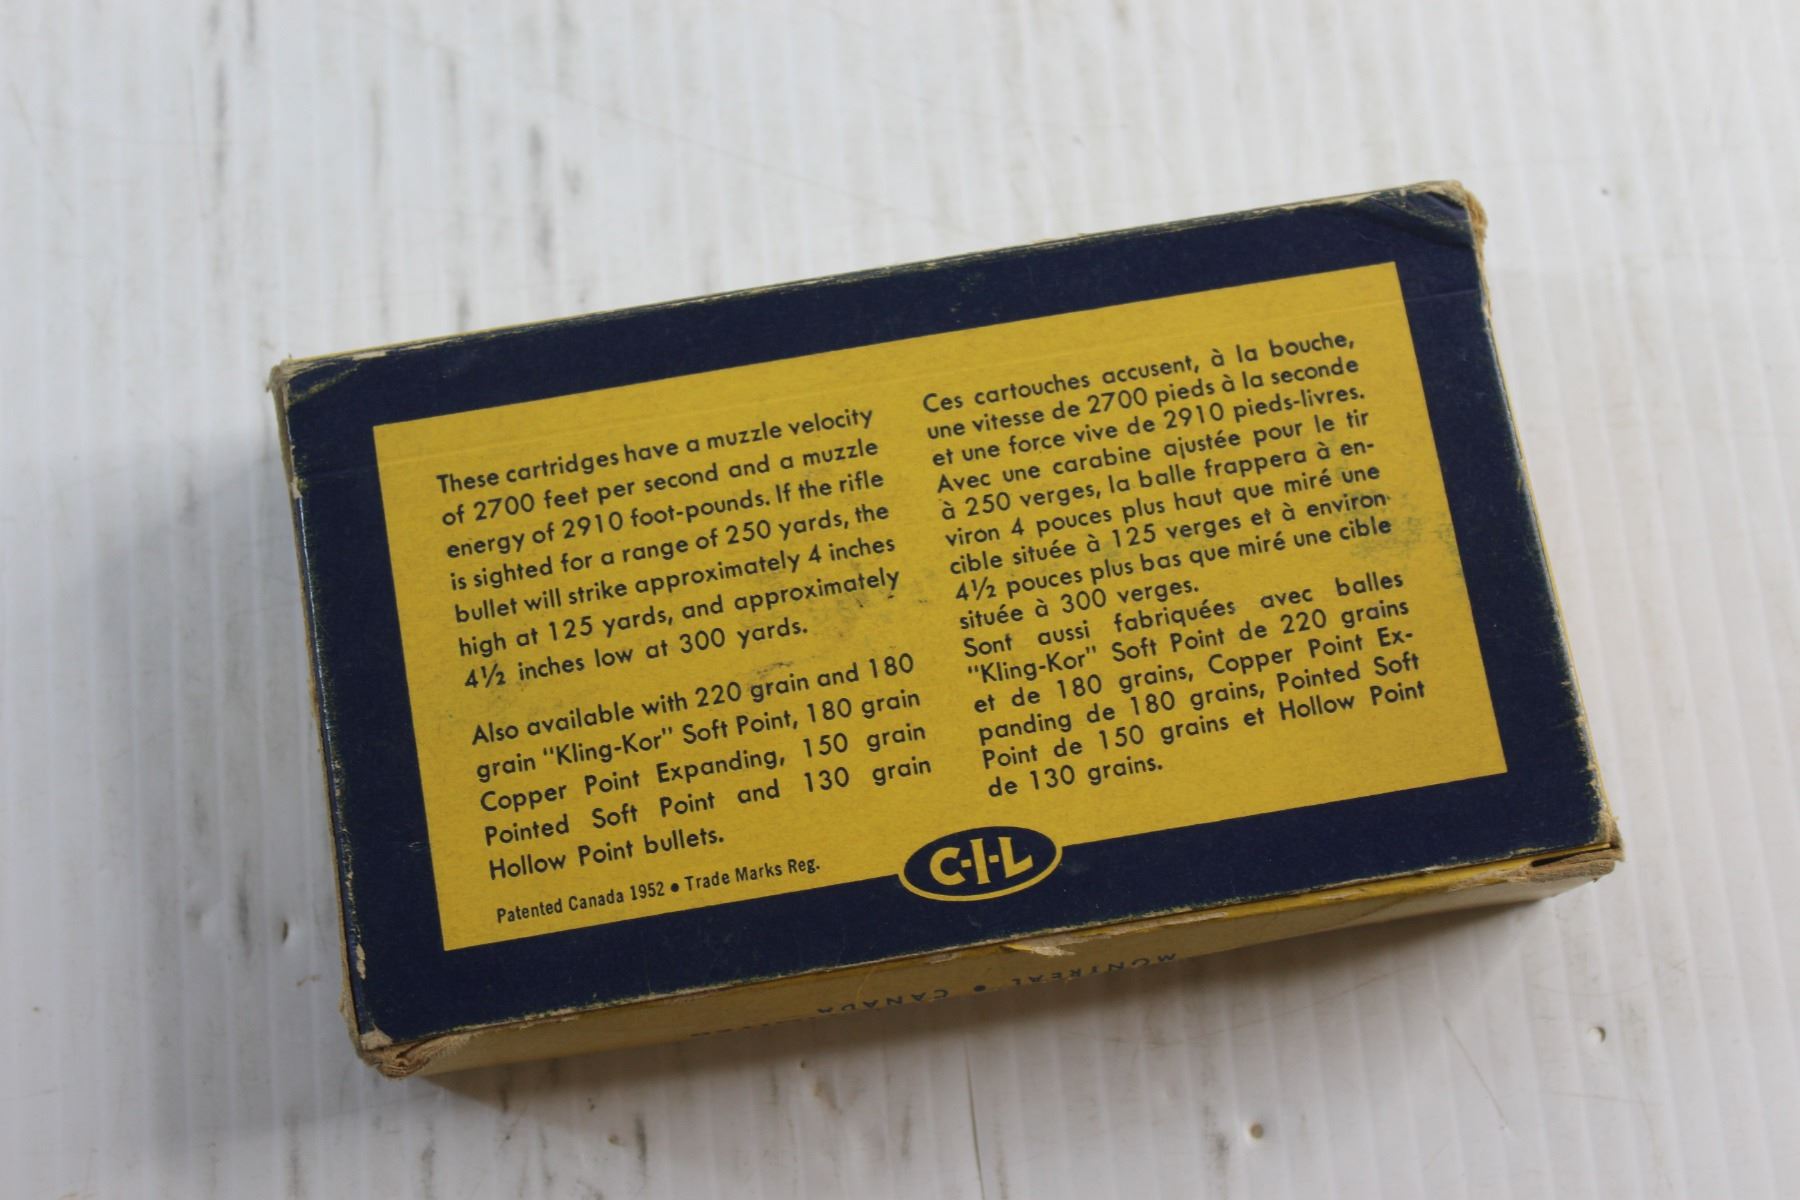 These cartridges have a muzzle velocity
of 2700 feet per second and a muzzle
energy of 2910 foot-pounds. If the rifle
is sighted for a range of 250 yards, the
bullet will strike approximately 4 inches
high at 125 yards, and approximately
4½ inches low at 300 yards.
Also available with 220 grain and 180
grain "Kling-Kor" Soft Point, 180 grain
Copper Point Expanding, 150 grain
Pointed Soft Point and 130 grain
Hollow Point bullets.
Patented Canada 1952 • Trade Marks Reg.
Ces cartouches accusent, à la bouche,
une vitesse de 2700 pieds à la seconde
et une force vive de 2910 pieds-livres.
Avec une carabine ajustée pour le tir
à 250 verges, la balle frappera à en-
viron 4 pouces plus haut que miré une
cible située à 125 verges et à environ
4½ pouces plus bas que miré une cible
située à 300 verges.
Sont aussi fabriquées avec balles
"Kling-Kor" Soft Point de 220 grains
et de 180 grains, Copper Point Ex-
panding de 180 grains, Pointed Soft
Point de 150 grains et Hollow Point
de 130 grains.
C-I-L
MONTREAL • CANADA